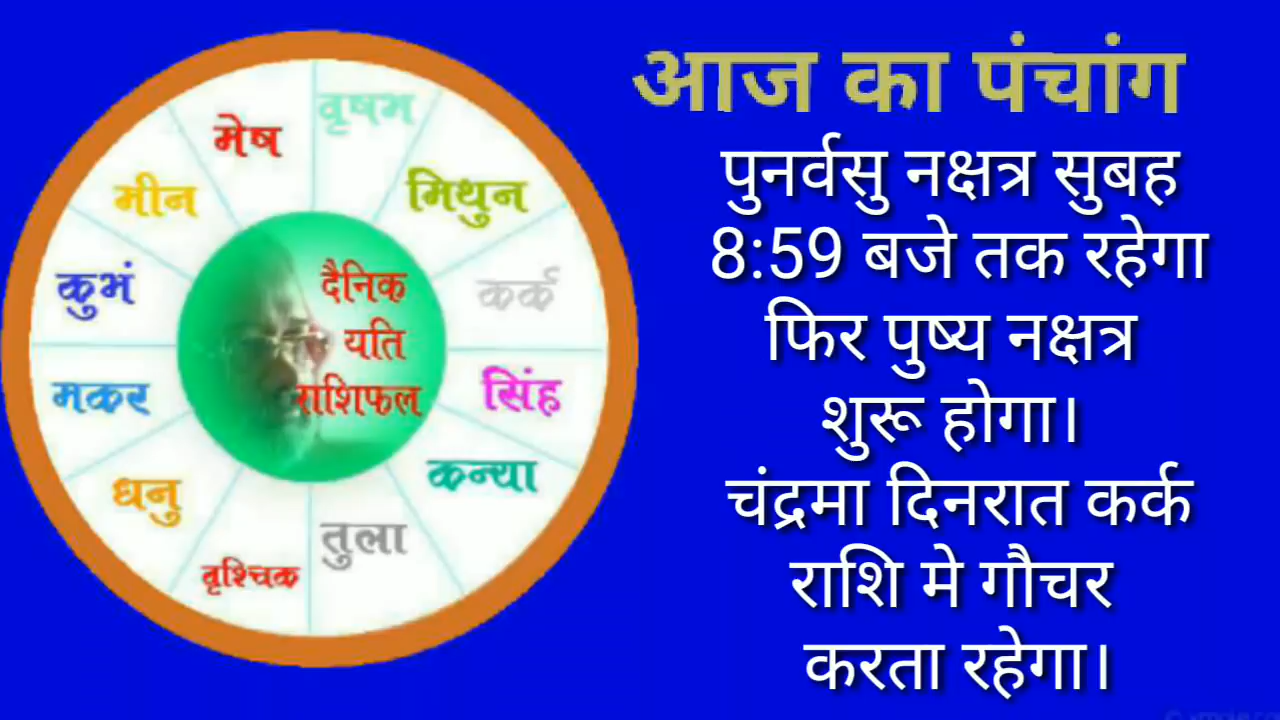 आज का पंचांग
पुनर्वसु नक्षत्र सुबह
8:59 बजे तक रहेगा
फिर पुष्य नक्षत्र
शुरू होगा।
चंद्रमा दिनरात कर्क
राशि मे गौचर
करता रहेगा।
मेष
वृषभ
मिथुन
कर्क
सिंह
कन्या
तुला
वृश्चिक
धनु
मकर
कुभं
मीन
दैनिक
यति
राशिफल